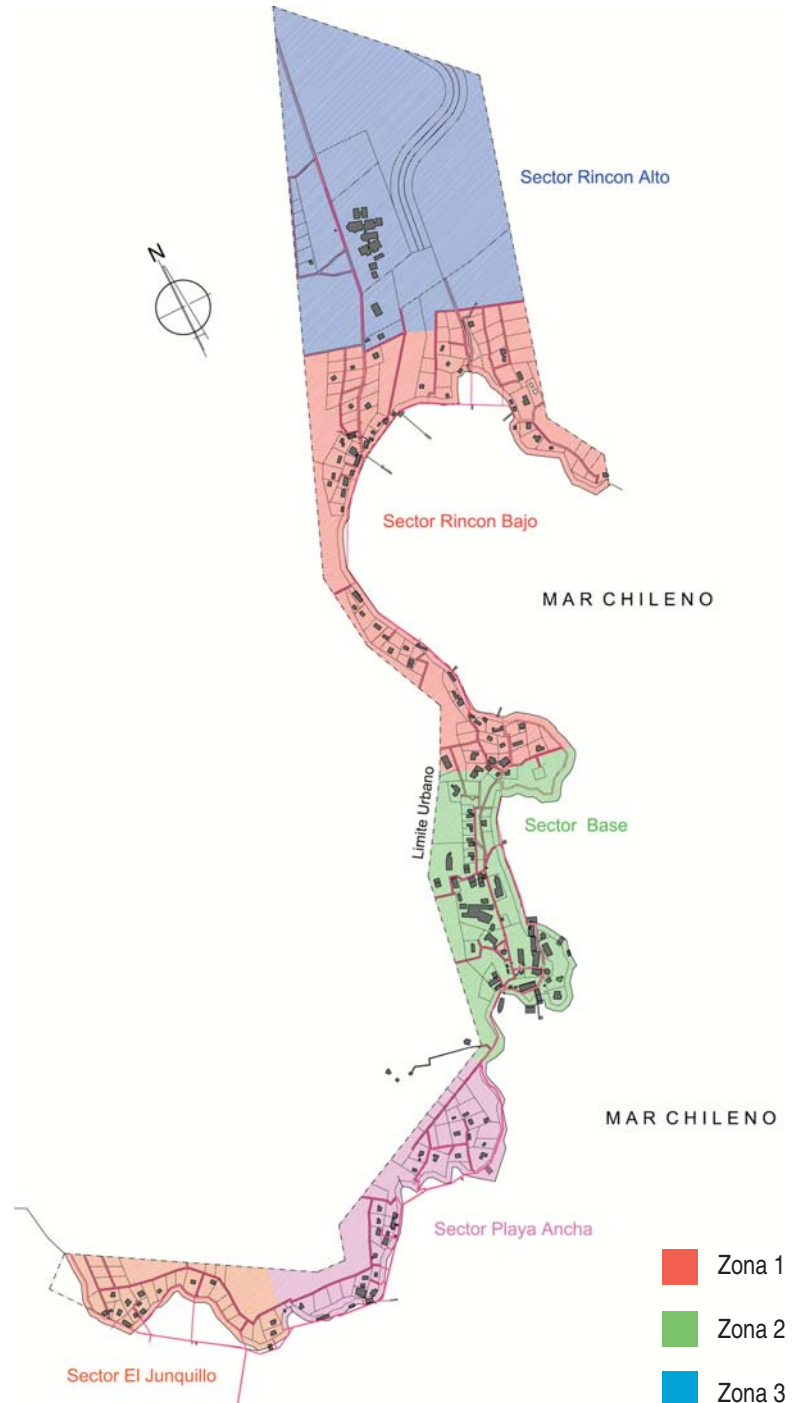 Sector Rincon Alto
N
Sector Rincon Bajo
MAR CHILENO
Limite Urbano
Sector Base
MAR CHILENO
Sector Playa Ancha
Zona 1
Zona 2
Sector El Junquillo
Zona 3